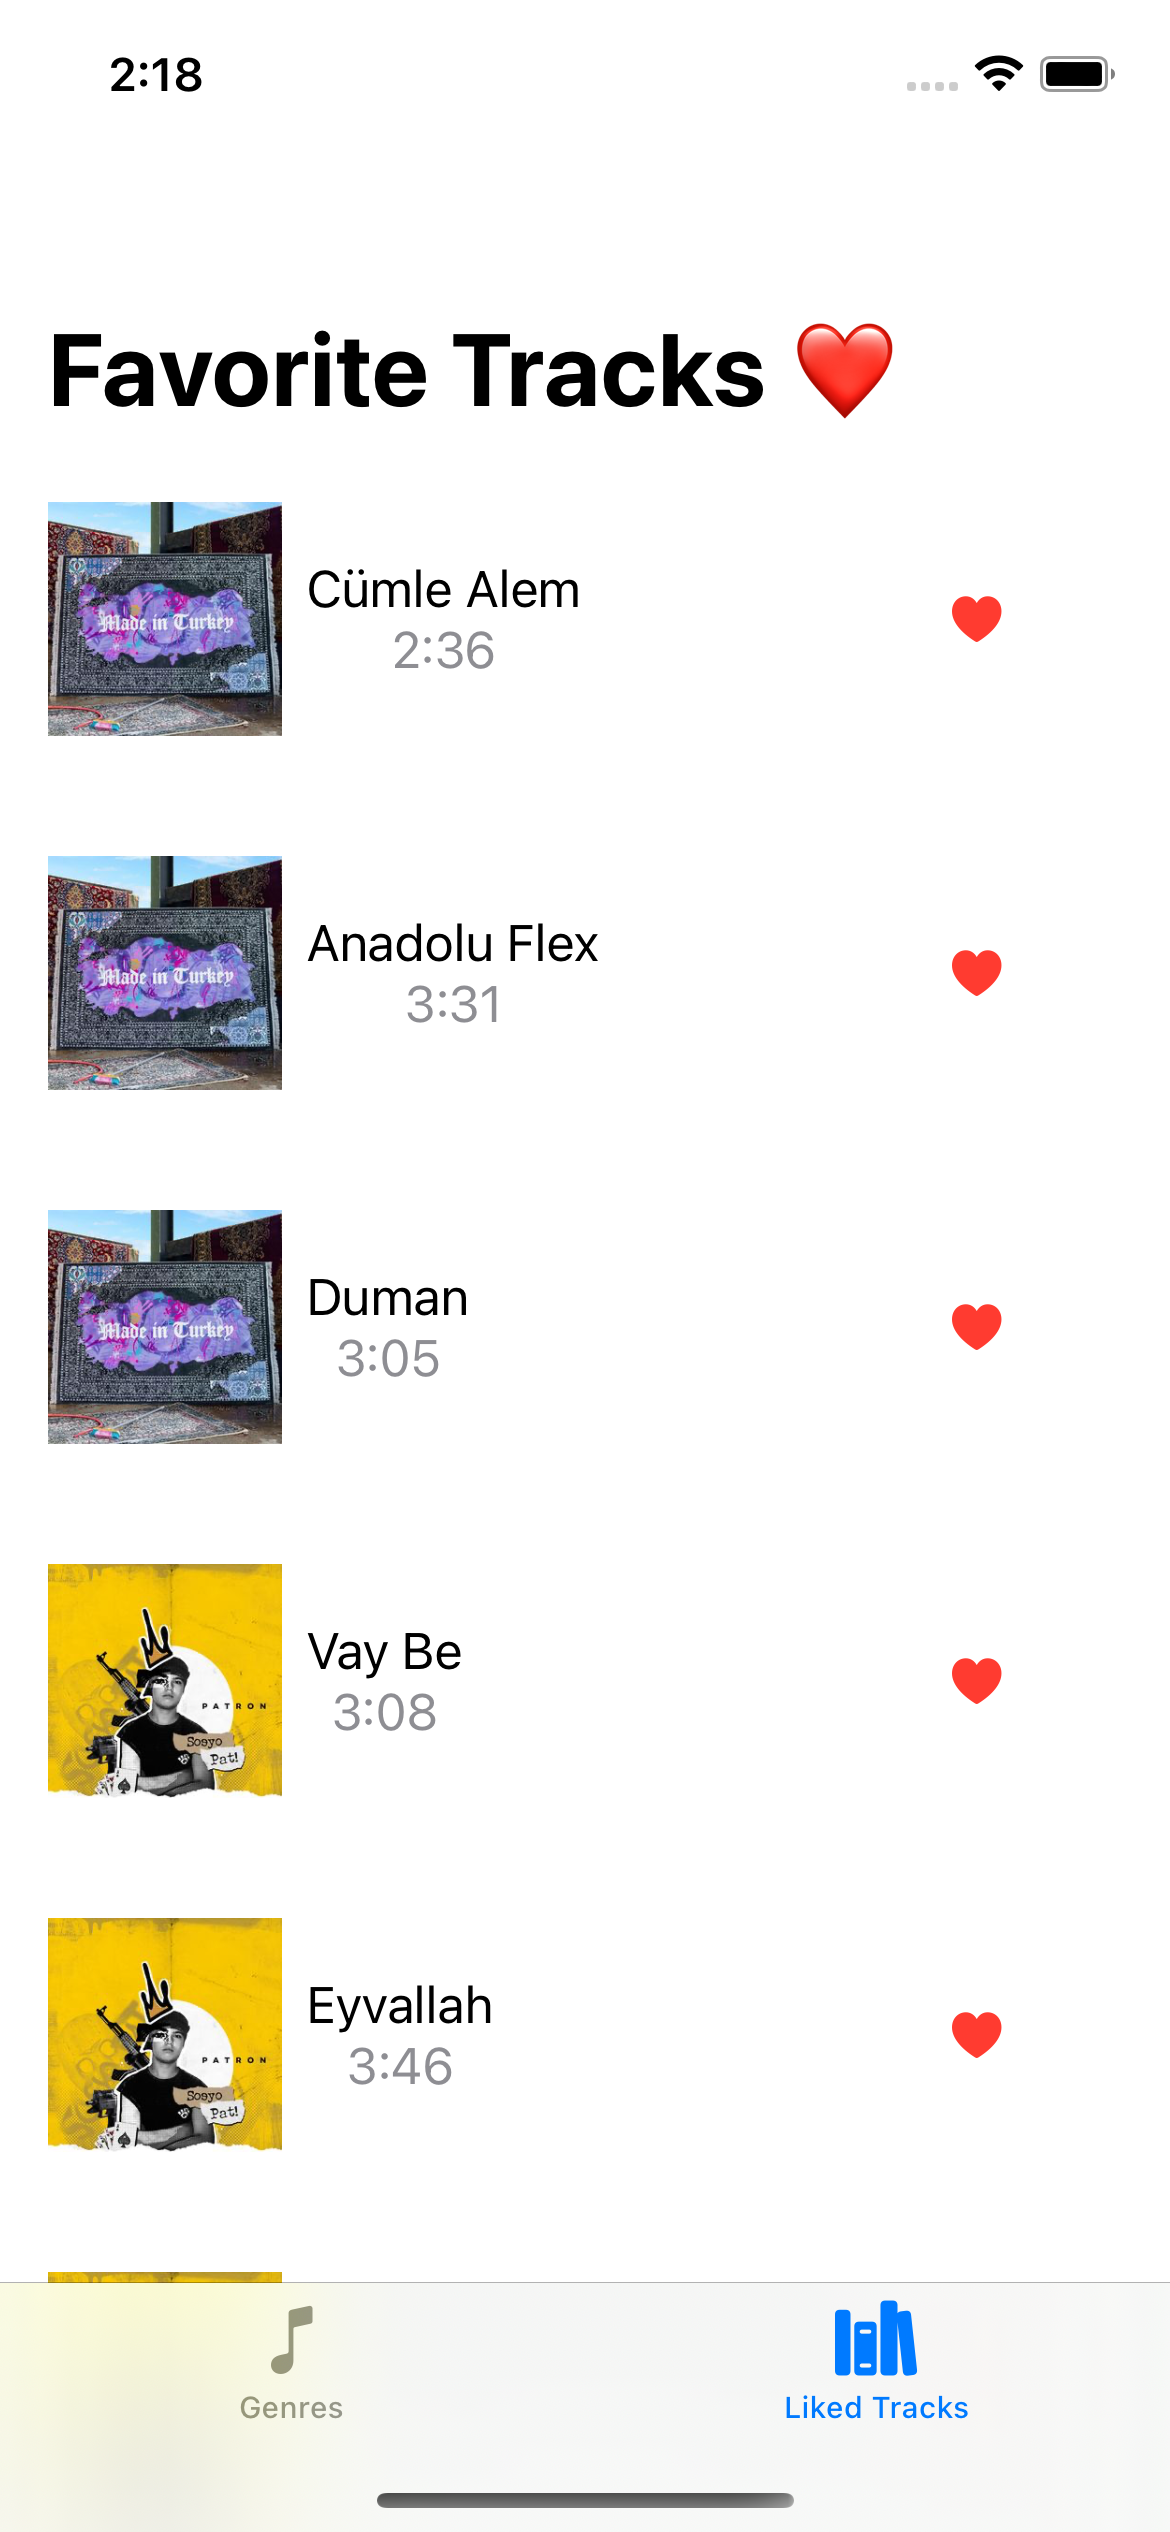 2:18
Favorite Tracks ❤️
Made in Turkey
Cümle Alem
2:36
Made in Turkey
Anadolu Flex
3:31
Made in Turkey
Duman
3:05
PATRON
Soeyo
Pat!
Vay Be
3:08
PATRON
Soeyo
Pat!
Eyvallah
3:46
Genres
Liked Tracks